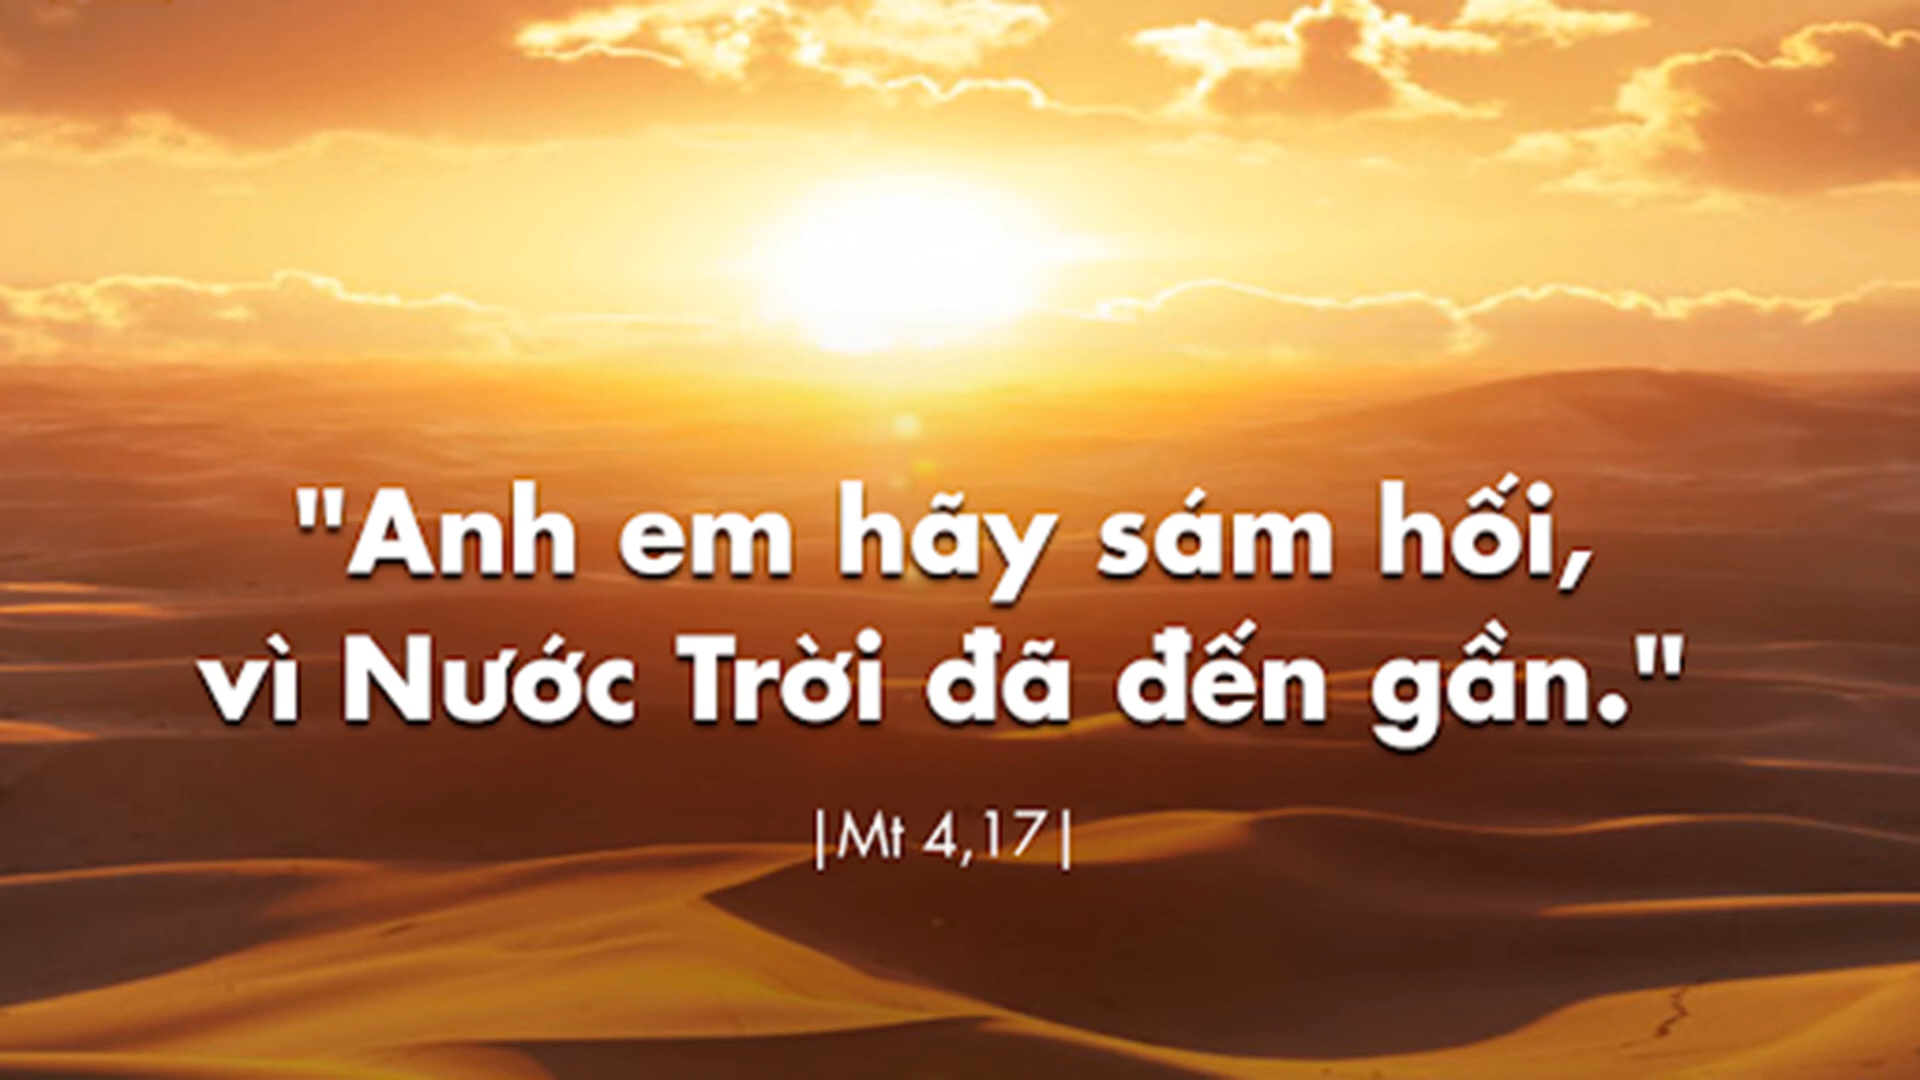 "Anh em hãy sám hối,
vì Nước Trời đã đến gần."
|Mt 4,17|